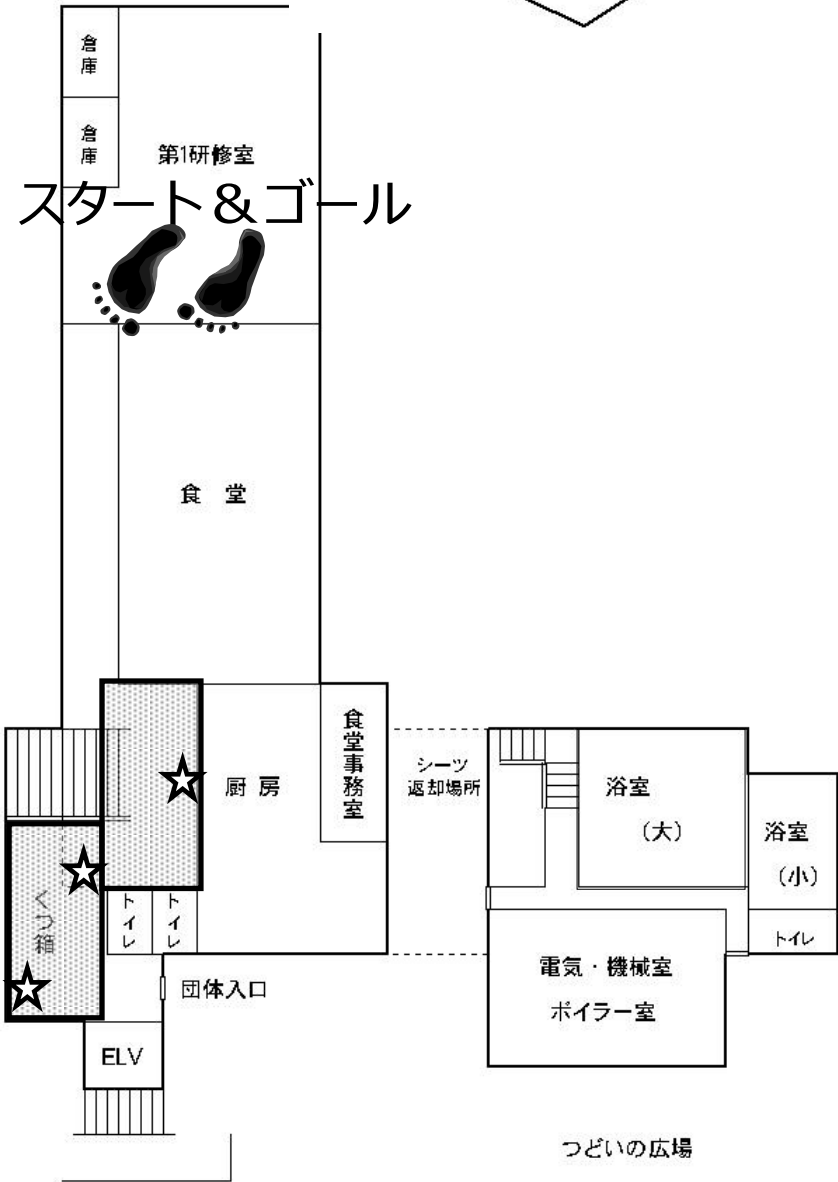 倉庫
倉庫
第1研修室
スタート＆ゴール
食　堂
食堂事務室
シーツ
返却場所
厨 房
浴室
（大）
浴室
（小）
くつ箱
トイレ
トイレ
トイレ
電気・機械室
ボイラー室
団体入口
ELV
つどいの広場